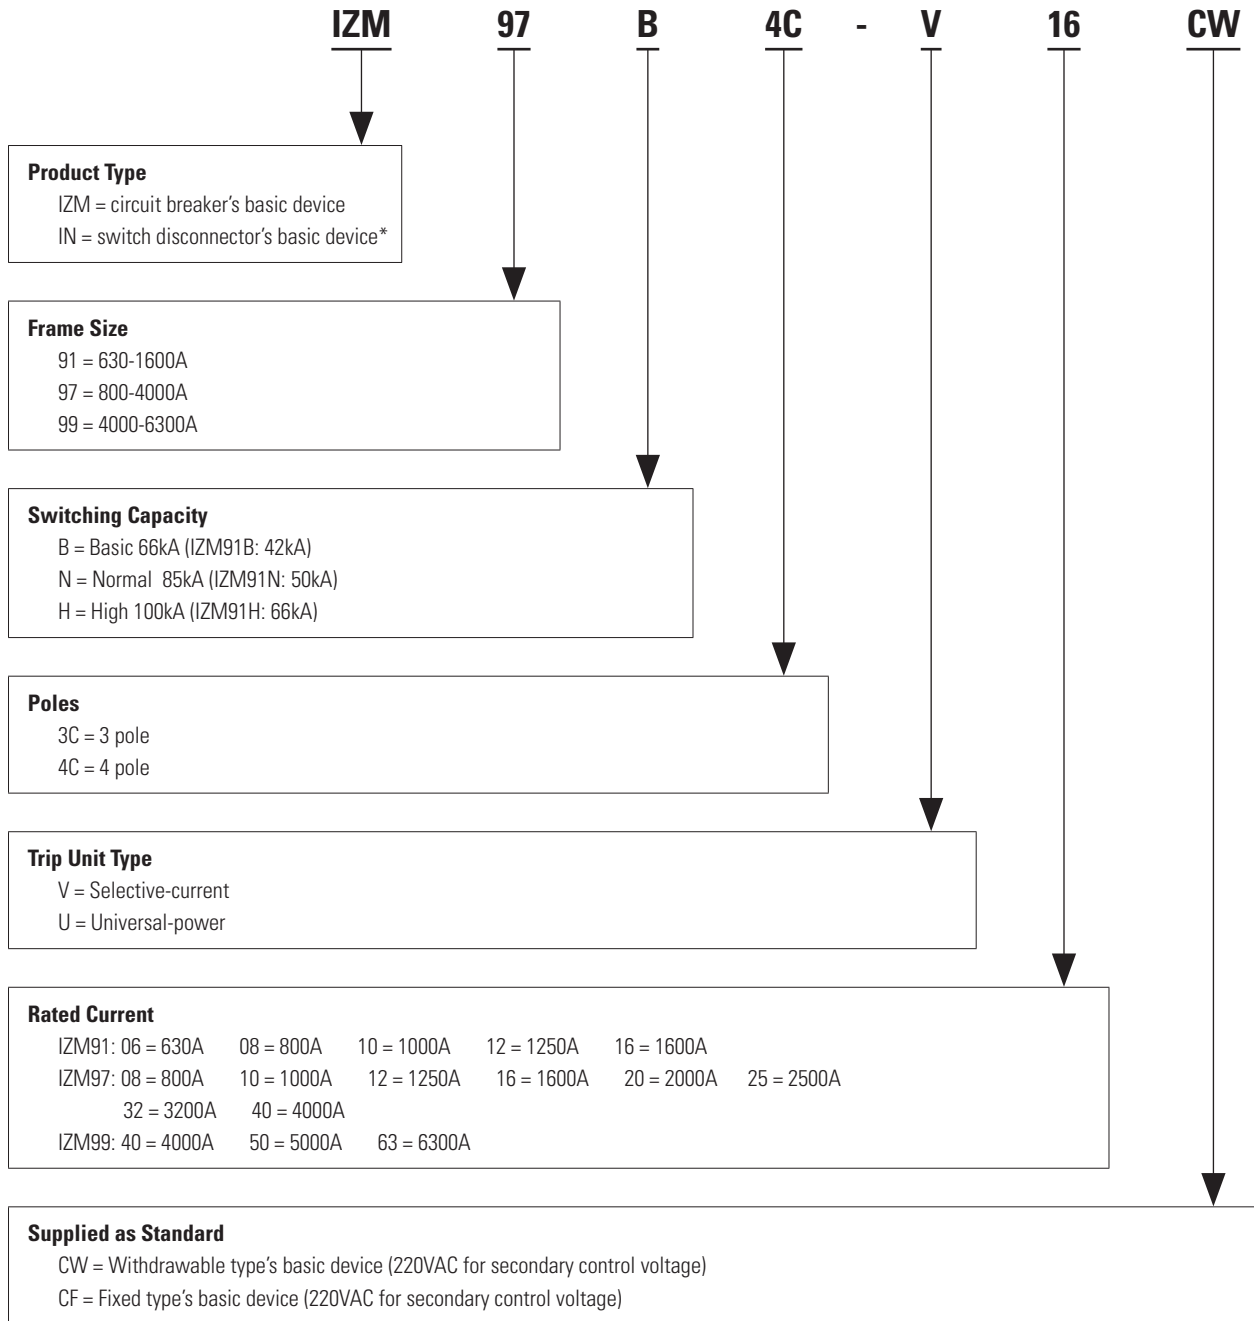 IZM 97 B 4C - V 16 CW
Product Type
IZM = circuit breaker's basic device
IN = switch disconnector's basic device*
Frame Size
91 = 630-1600A
97 = 800-4000A
99 = 4000-6300A
Switching Capacity
B = Basic 66kA (IZM91B: 42kA)
N = Normal 85kA (IZM91N: 50kA)
H = High 100kA (IZM91H: 66kA)
Poles
3C = 3 pole
4C = 4 pole
Trip Unit Type
V = Selective-current
U = Universal-power
Rated Current
IZM91: 06 = 630A 08 = 800A 10 = 1000A 12 = 1250A 16 = 1600A
IZM97: 08 = 800A 10 = 1000A 12 = 1250A 16 = 1600A 20 = 2000A 25 = 2500A
32 = 3200A 40 = 4000A
IZM99: 40 = 4000A 50 = 5000A 63 = 6300A
Supplied as Standard
CW = Withdrawable type's basic device (220VAC for secondary control voltage)
CF = Fixed type's basic device (220VAC for secondary control voltage)